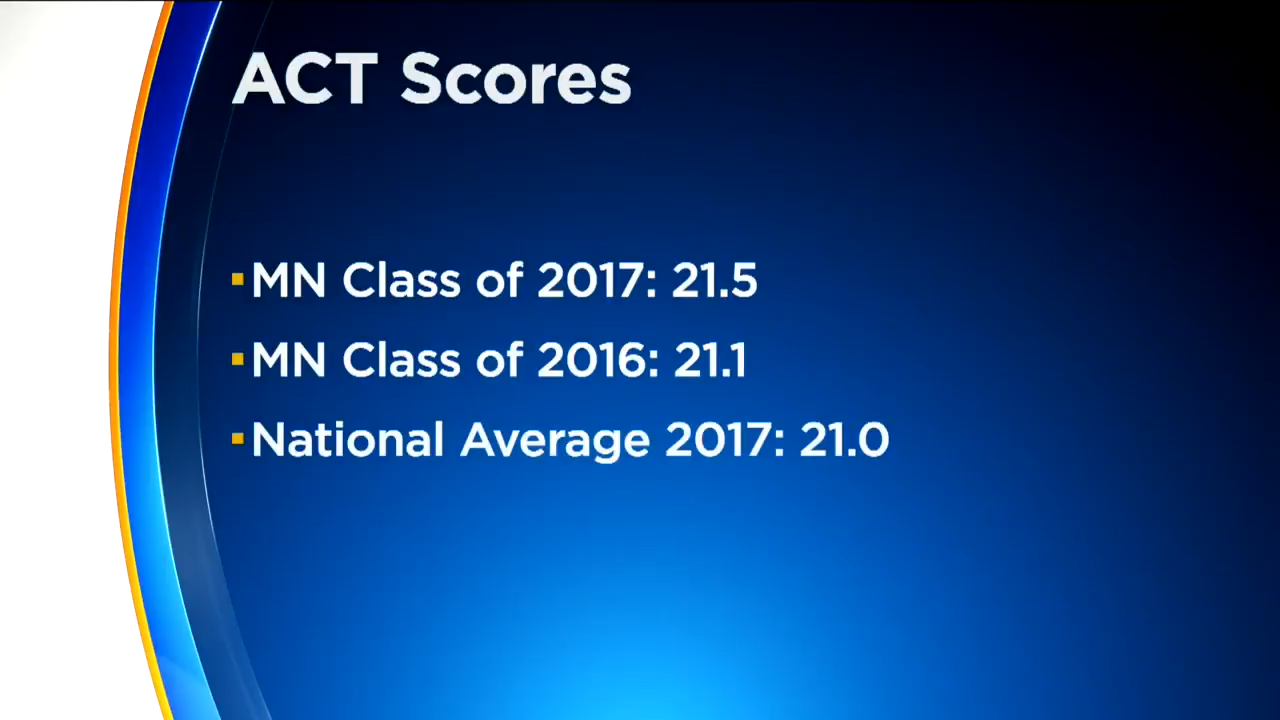 ACT Scores
MN Class of 2017: 21.5
MN Class of 2016: 21.1
National Average 2017: 21.0